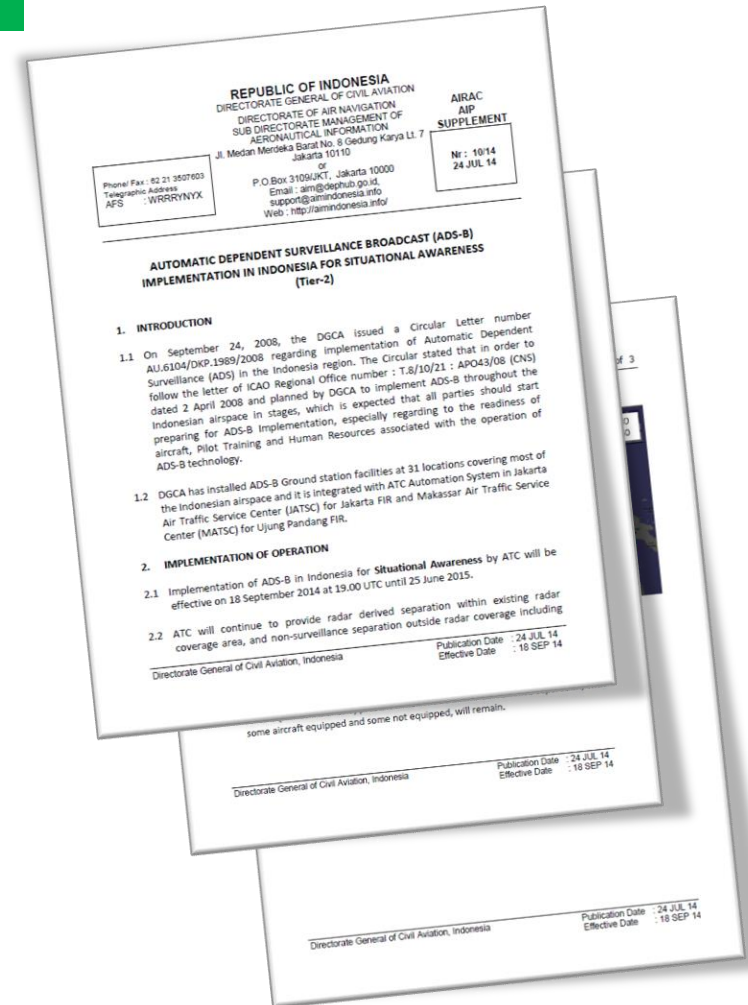 REPUBLIC OF INDONESIA
DIRECTORATE GENERAL OF CIVIL AVIATION
DIRECTORATE OF AIR NAVIGATION
SUB DIRECTORATE MANAGEMENT OF
AERONAUTICAL INFORMATION
Jl. Medan Merdeka Barat No. 8 Gedung Karya Lt. 7
Jakarta 10110
or
P.O.Box 3109/JKT, Jakarta 10000
Email : aim@dephub.go.id,
support@aimindonesia.info
Web : http://aimindonesia.info/
Phone/ Fax : 62 21 3507603
Telegraphic Address
AFS : WRRRYNYX
AIRAC
AIP
SUPPLEMENT
Nr : 10/14
24 JUL 14
AUTOMATIC DEPENDENT SURVEILLANCE BROADCAST (ADS-B)
IMPLEMENTATION IN INDONESIA FOR SITUATIONAL AWARENESS
(Tier-2)
1. INTRODUCTION
1.1 On September 24, 2008, the DGCA issued a Circular Letter number
AU.6104/DKP.1989/2008 regarding implementation of Automatic Dependent
Surveillance (ADS) in the Indonesia region. The Circular stated that in order to
follow the letter of ICAO Regional Office number : T.8/10/21 : APO43/08 (CNS)
dated 2 April 2008 and planned by DGCA to implement ADS-B throughout the
Indonesian airspace in stages, which is expected that all parties should start
preparing for ADS-B Implementation, especially regarding to the readiness of
aircraft, Pilot Training and Human Resources associated with the operation of
ADS-B technology.
1.2 DGCA has installed ADS-B Ground station facilities at 31 locations covering most of
the Indonesian airspace and it is integrated with ATC Automation System in Jakarta
Air Traffic Service Center (JATSC) for Jakarta FIR and Makassar Air Traffic Service
Center (MATSC) for Ujung Pandang FIR.
2. IMPLEMENTATION OF OPERATION
2.1 Implementation of ADS-B in Indonesia for Situational Awareness by ATC will be
effective on 18 September 2014 at 19.00 UTC until 25 June 2015.
2.2 ATC will continue to provide radar derived separation within existing radar
coverage area, and non-surveillance separation outside radar coverage including
Directorate General of Civil Aviation, Indonesia
Publication Date : 24 JUL 14
Effective Date : 18 SEP 14
some aircraft equipped and some not equipped, will remain.
Directorate General of Civil Aviation, Indonesia
Publication Date : 24 JUL 14
Effective Date : 18 SEP 14
of 3
Directorate General of Civil Aviation, Indonesia
Publication Date : 24 JUL 14
Effective Date : 18 SEP 14